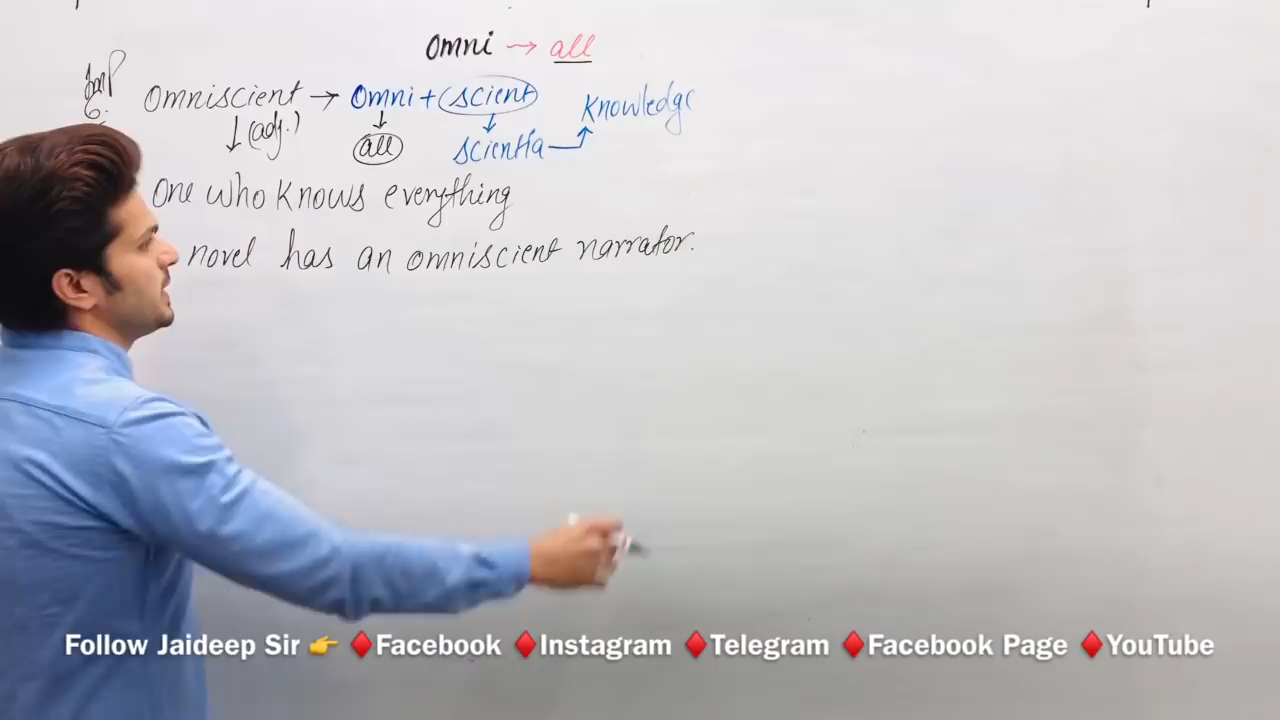 Omni → all
Imp
Omniscient → Omni + (scient)
↓ (adj.) ↓ ↓ Knowledge
all scientia
One who knows everything
novel has an omniscient narrator.
Follow Jaideep Sir 👉 ♦Facebook ♦Instagram ♦Telegram ♦Facebook Page ♦YouTube